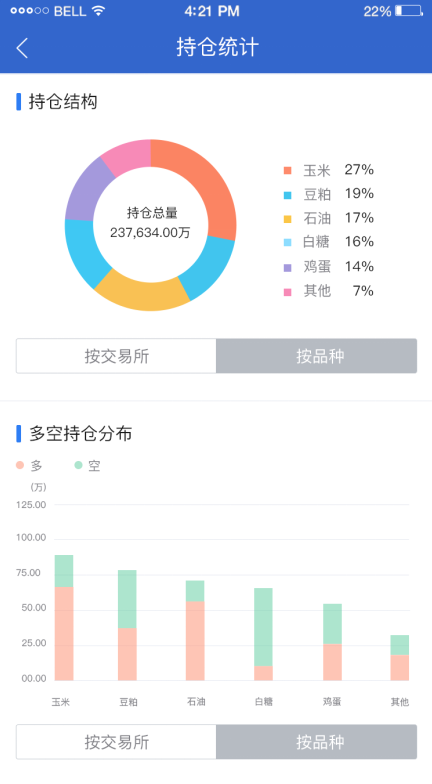 BELL 4:21 PM 22%
持仓统计
持仓结构
持仓总量
237,634.00万
玉米 27%
豆粕 19%
石油 17%
白糖 16%
鸡蛋 14%
其他 7%
按交易所 按品种
多空持仓分布
多 空
(万)
125.00
100.00
75.00
50.00
25.00
00.00
玉米 豆粕 石油 白糖 鸡蛋 其他
按交易所 按品种